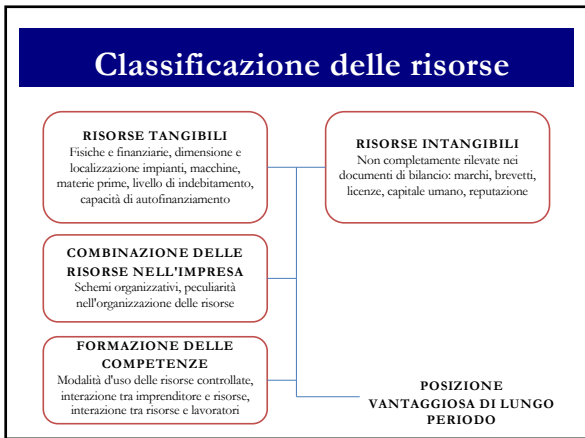 Classificazione delle risorse
RISORSE TANGIBILI
Fisiche e finanziarie, dimensione e
localizzazione impianti, macchine,
materie prime, livello di indebitamento,
capacità di autofinanziamento
RISORSE INTANGIBILI
Non completamente rilevate nei
documenti di bilancio: marchi, brevetti,
licenze, capitale umano, reputazione
COMBINAZIONE DELLE
RISORSE NELL'IMPRESA
Schemi organizzativi, peculiarità
nell'organizzazione delle risorse
FORMAZIONE DELLE
COMPETENZE
Modalità d'uso delle risorse controllate,
interazione tra imprenditore e risorse,
interazione tra risorse e lavoratori
POSIZIONE
VANTAGGIOSA DI LUNGO
PERIODO